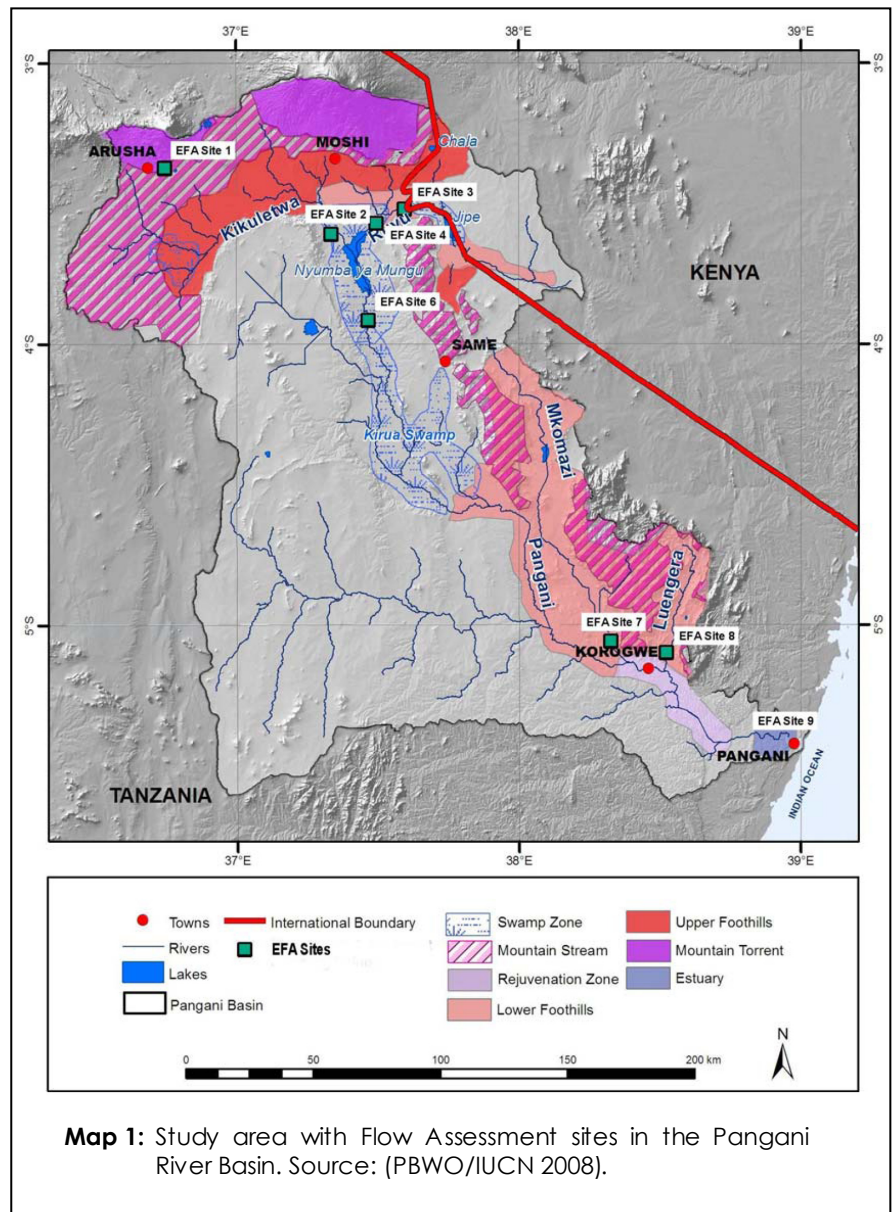 37°E
38°E
39°E
3°S
3°S
Chala
MOSHI
ARUSHA
EFA Site 1
EFA Site 3
Kikuletwa
EFA Site 2
Jipe
EFA Site 4
Nyumba ya Mungu
KENYA
EFA Site 6
4°S
SAME
4°S
Mkomazi
Kirua Swamp
Pangani
Luengera
5°S
EFA Site 7
5°S
EFA Site 8
KOROGWE
EFA Site 9
PANGANI
TANZANIA
INDIAN OCEAN
37°E
38°E
39°E
Towns
International Boundary
Swamp Zone
Upper Foothills
Rivers
EFA Sites
Mountain Stream
Mountain Torrent
Lakes
Rejuvenation Zone
Estuary
Pangani Basin
Lower Foothills
N
0 50 100 150 200 km
Map 1: Study area with Flow Assessment sites in the Pangani
River Basin. Source: (PBWO/IUCN 2008).